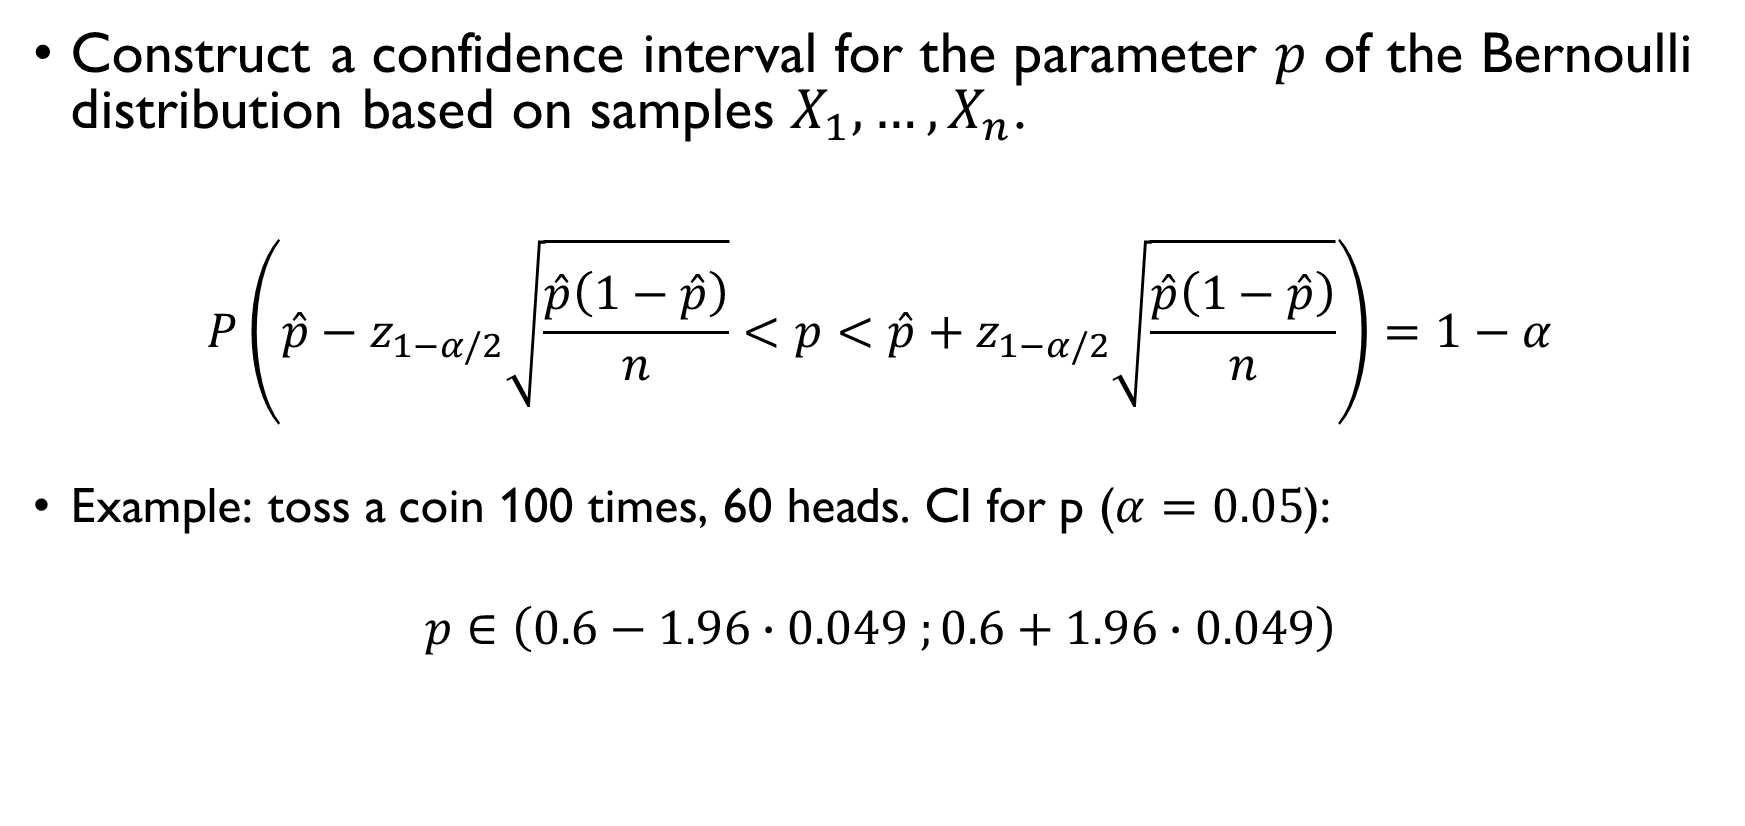 • Construct a confidence interval for the parameter p of the Bernoulli
distribution based on samples X₁, … , Xₙ.
P(p̂ − z₁₋α/₂ √(p̂(1 − p̂)/n) < p < p̂ + z₁₋α/₂ √(p̂(1 − p̂)/n)) = 1 − α
• Example: toss a coin 100 times, 60 heads. CI for p (α = 0.05):
p ∈ (0.6 − 1.96 · 0.049 ; 0.6 + 1.96 · 0.049)